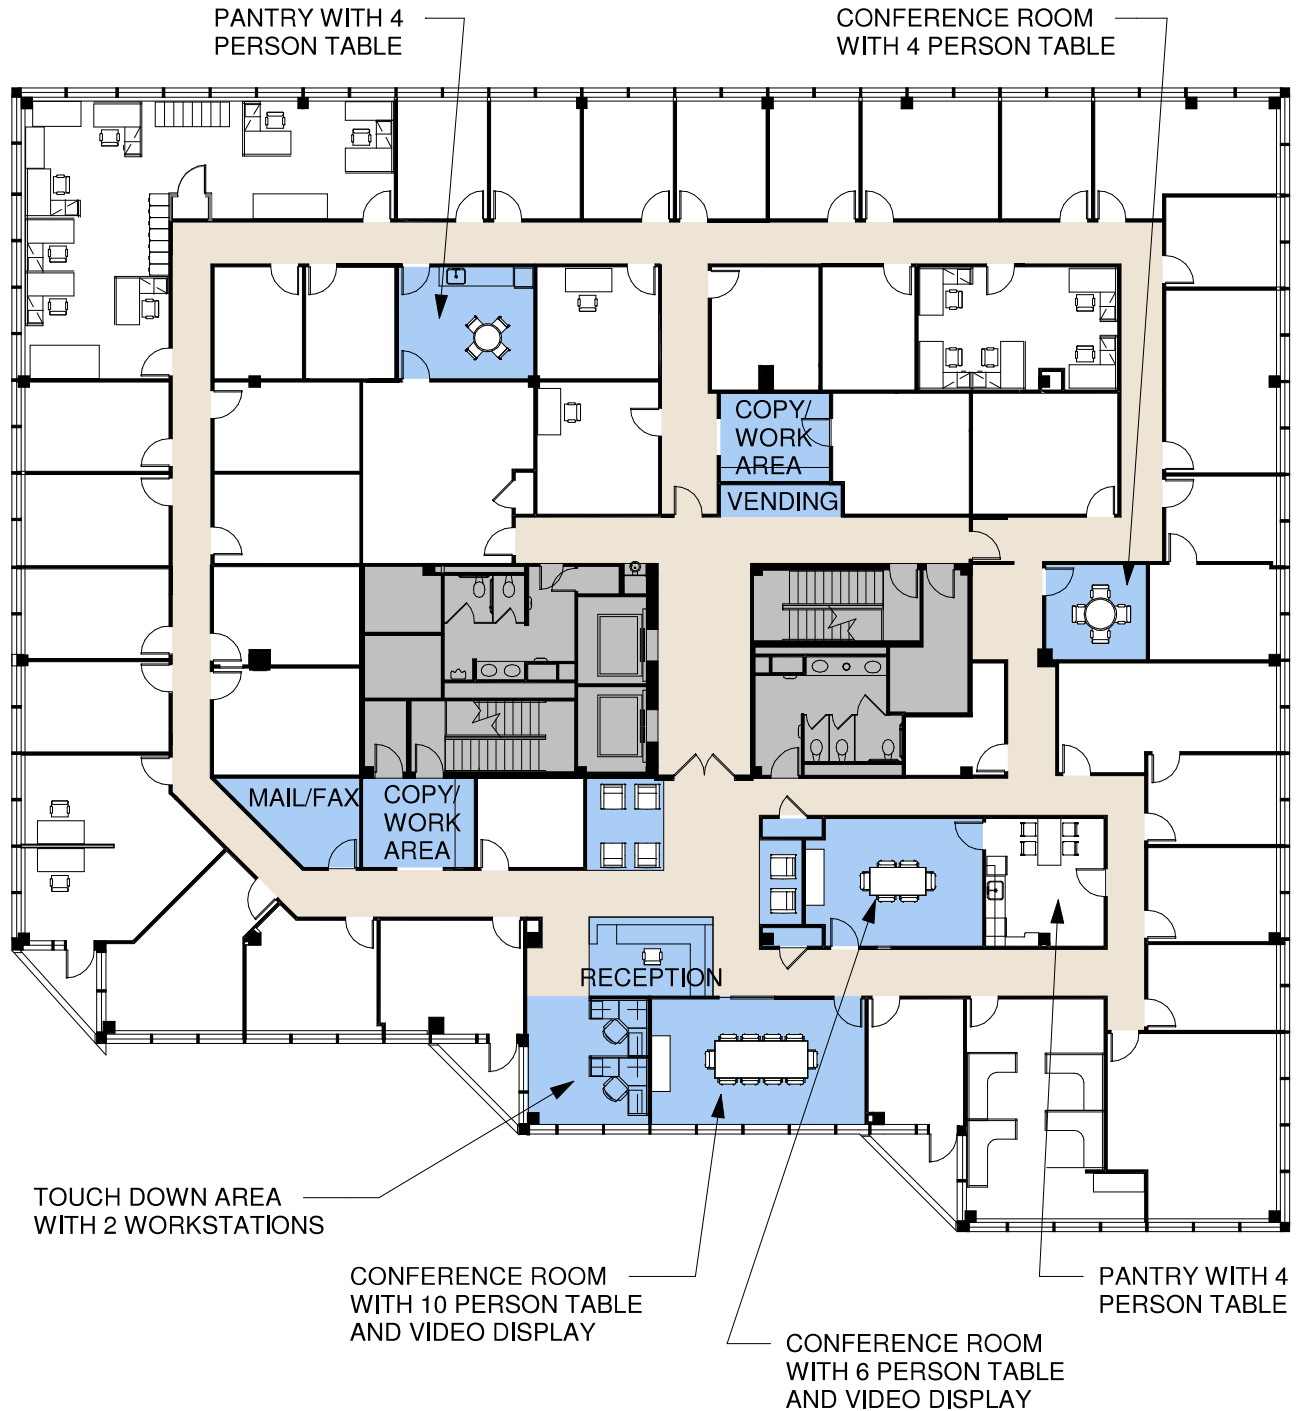 PANTRY WITH 4
PERSON TABLE
CONFERENCE ROOM
WITH 4 PERSON TABLE
COPY/
WORK
AREA
VENDING
MAIL/FAX
COPY/
WORK
AREA
RECEPTION
TOUCH DOWN AREA
WITH 2 WORKSTATIONS
CONFERENCE ROOM
WITH 10 PERSON TABLE
AND VIDEO DISPLAY
PANTRY WITH 4
PERSON TABLE
CONFERENCE ROOM
WITH 6 PERSON TABLE
AND VIDEO DISPLAY